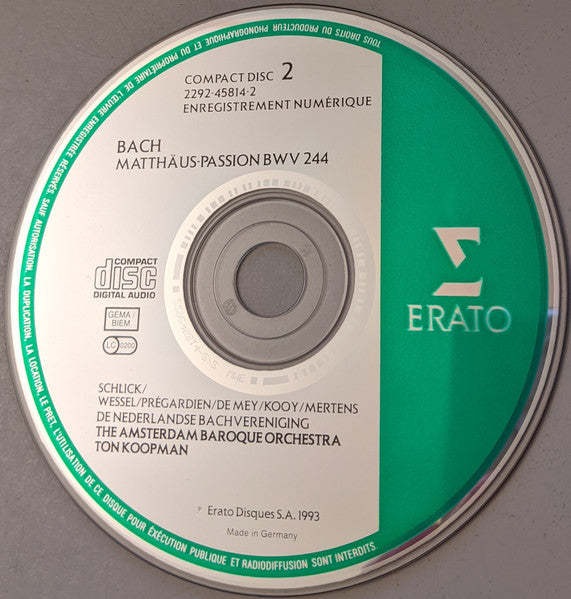 TOUS DROITS DU PRODUCTEUR PHONOGRAPHIQUE ET DU PROPRIÉTAIRE DE L'ŒUVRE ENREGISTRÉE RÉSERVÉS. SAUF AUTORISATION, LA DUPLICATION, LA LOCATION, LE PRET, L'UTILISATION DE CE DISQUE POUR EXÉCUTION PUBLIQUE ET RADIODIFFUSION SONT INTERDITS.
COMPACT DISC 2
2292-45814-2
ENREGISTREMENT NUMÉRIQUE
BACH
MATTHÄUS-PASSION BWV 244
COMPACT
disc
DIGITAL AUDIO
GEMA/
BIEM
LC 0200
ERATO
SCHLICK/
WESSEL/PRÉGARDIEN/DE MEY/KOOY/MERTENS
DE NEDERLANDSE BACHVERENIGING
THE AMSTERDAM BAROQUE ORCHESTRA
TON KOOPMAN
℗ Erato Disques S.A. 1993
Made in Germany